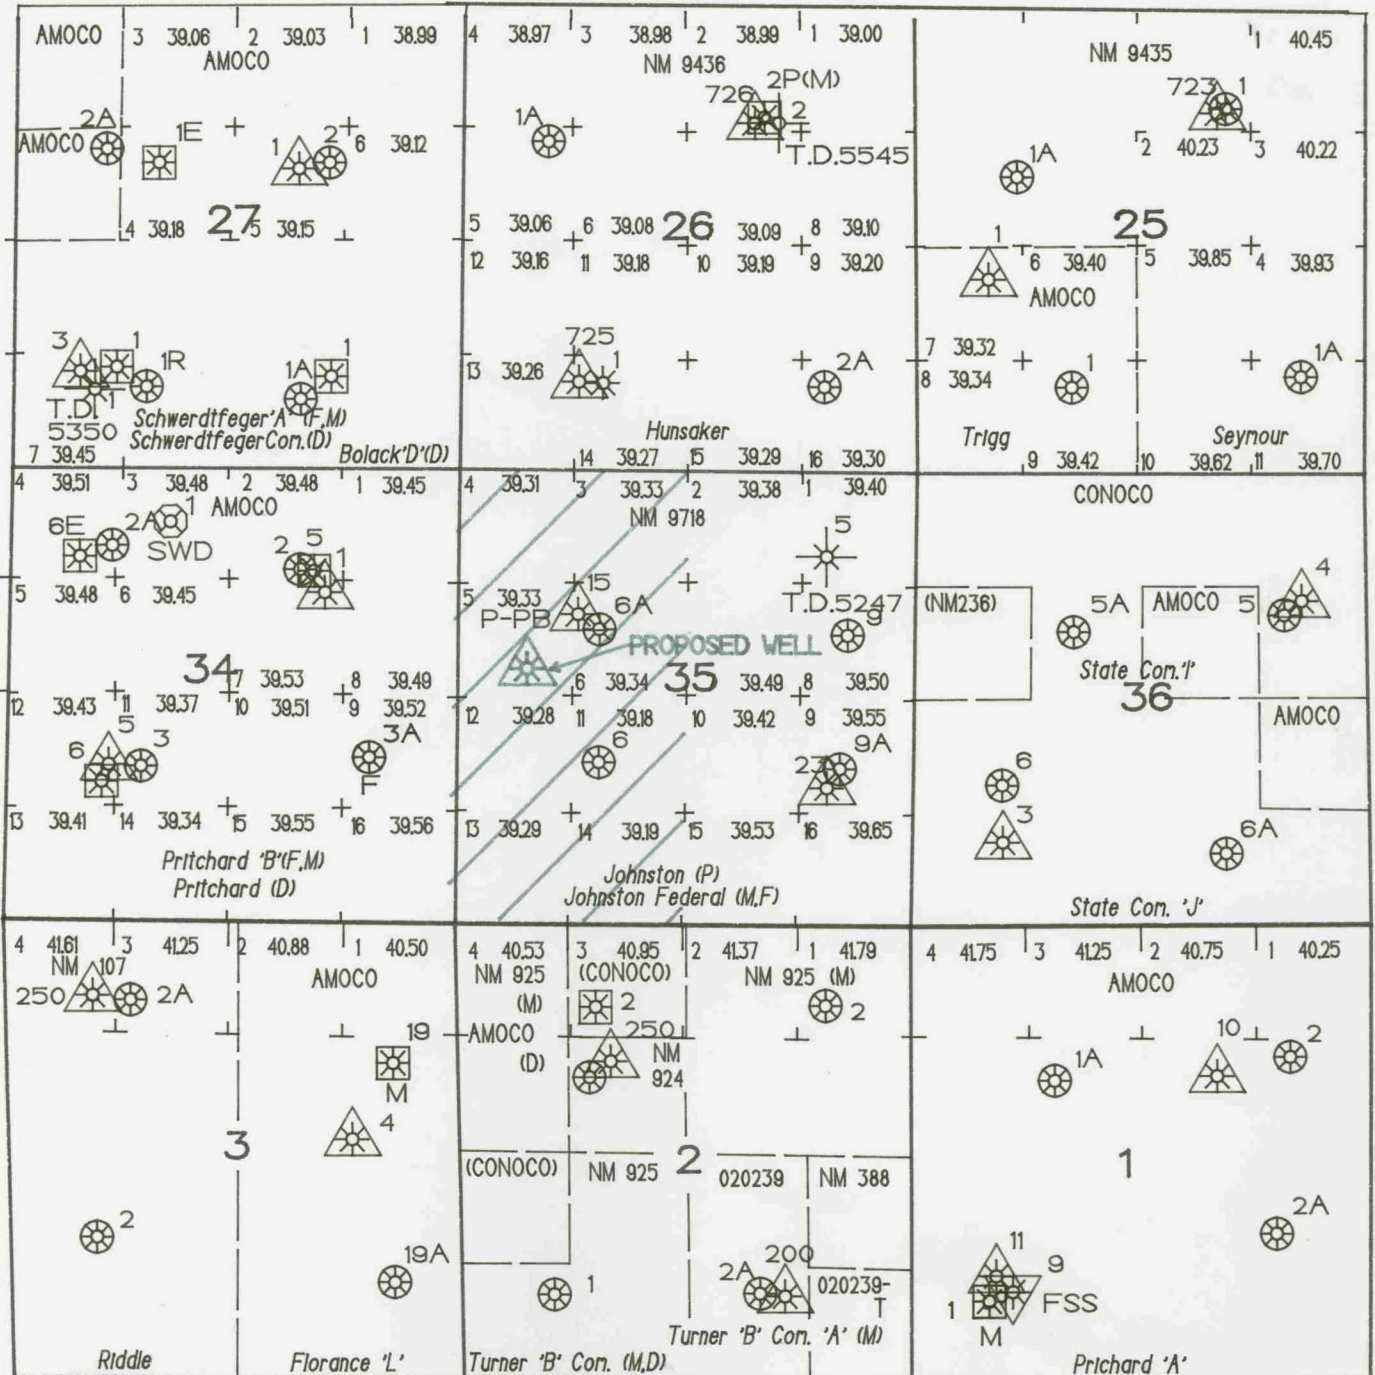 AMOCO 3 39.06 2 39.03 1 38.99
AMOCO
2A
AMOCO
1E
1
2
6 39.12
4 39.18 27 5 39.15
3
1
1R
1A
1
T.D. 1
5350
Schwerdtfeger 'A' (F,M)
Schwerdtfeger Com.(D)
Bolack 'D'(D)
7 39.45
4 38.97 3 38.98 2 38.99 1 39.00
NM 9436
1A
726
2P(M)
2
T.D.5545
5 39.06 6 39.08 26 39.09 8 39.10
12 39.16 11 39.18 10 39.19 9 39.20
725
13 39.26
1
2A
Hunsaker
14 39.27 15 39.29 16 39.30
1 40.45
NM 9435
723
1
1A
2 40.23 3 40.22
25
1
6 39.40 5 39.85 4 39.93
AMOCO
7 39.32
8 39.34
1
1A
Trigg
Seymour
9 39.42 10 39.62 11 39.70
4 39.51 3 39.48 2 39.48 1 39.45
AMOCO
6E
2A
1
SWD
2
5
1
5 39.48 6 39.45
34
7 39.53 8 39.49
12 39.43 11 39.37 10 39.51 9 39.52
5
6
3
3A
F
13 39.41 14 39.34 15 39.55 16 39.56
Pritchard 'B'(F,M)
Pritchard (D)
4 39.31 3 39.33 2 39.38 1 39.40
NM 9718
5
5 39.33
15
6A
T.D.5247
P-PB
9
PROPOSED WELL
35
6 39.34 39.49 8 39.50
12 39.28 11 39.18 10 39.42 9 39.55
6
9A
23
13 39.29 14 39.19 15 39.53 16 39.65
Johnston (P)
Johnston Federal (M,F)
CONOCO
(NM236)
5A
AMOCO
5
4
State Com.'I'
36
AMOCO
6
3
6A
State Com. 'J'
4 41.61 3 41.25 2 40.88 1 40.50
NM 107
AMOCO
250
2A
19
M
4
3
2
19A
Riddle
Florance 'L'
4 40.53 3 40.95 2 41.37 1 41.79
NM 925 (CONOCO) NM 925 (M)
(M)
2
2
AMOCO
250
(D)
NM
924
(CONOCO) NM 925 2 020239 NM 388
1
2A
200
020239-
T
Turner 'B' Com. 'A' (M)
Turner 'B' Com. (M,D)
4 41.75 3 41.25 2 40.75 1 40.25
AMOCO
1A
10
2
1
2A
11
9
1
FSS
M
Prichard 'A'